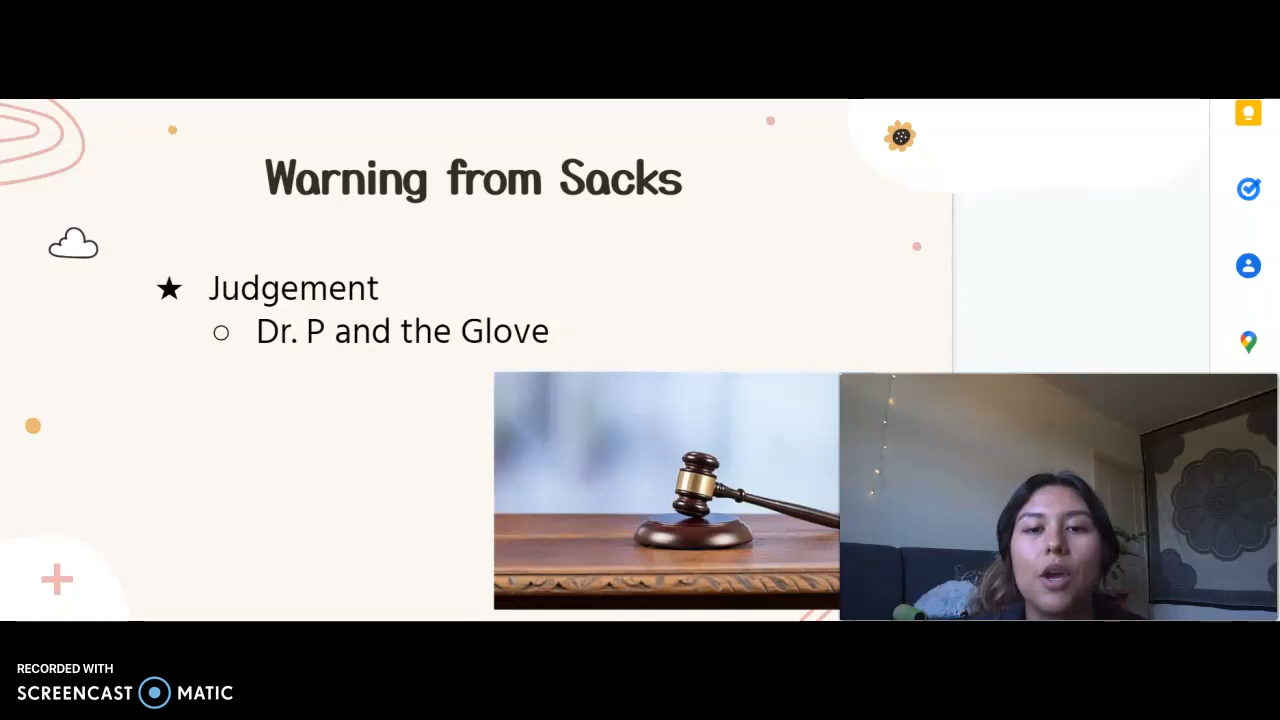 Warning from Sacks
★ Judgement
○ Dr. P and the Glove
RECORDED WITH
SCREENCAST MATIC